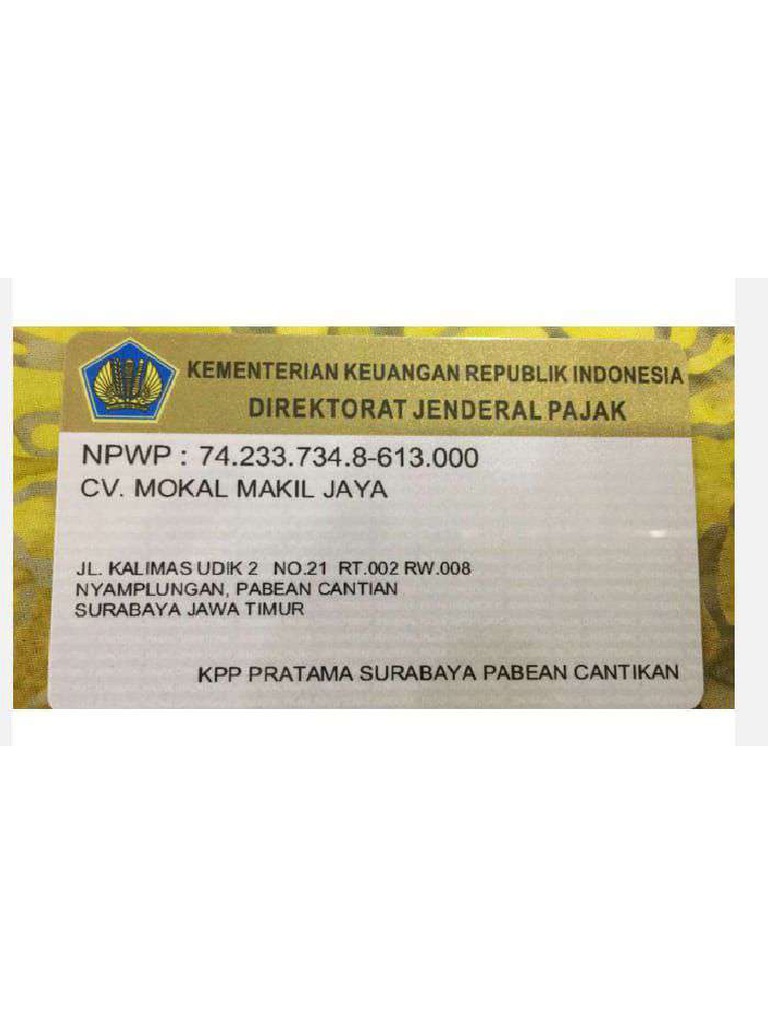 KEMENTERIAN KEUANGAN REPUBLIK INDONESIA
DIREKTORAT JENDERAL PAJAK
NPWP : 74.233.734.8-613.000
CV. MOKAL MAKIL JAYA
JL. KALIMAS UDIK 2 NO.21 RT.002 RW.008
NYAMPLUNGAN, PABEAN CANTIAN
SURABAYA JAWA TIMUR
KPP PRATAMA SURABAYA PABEAN CANTIKAN